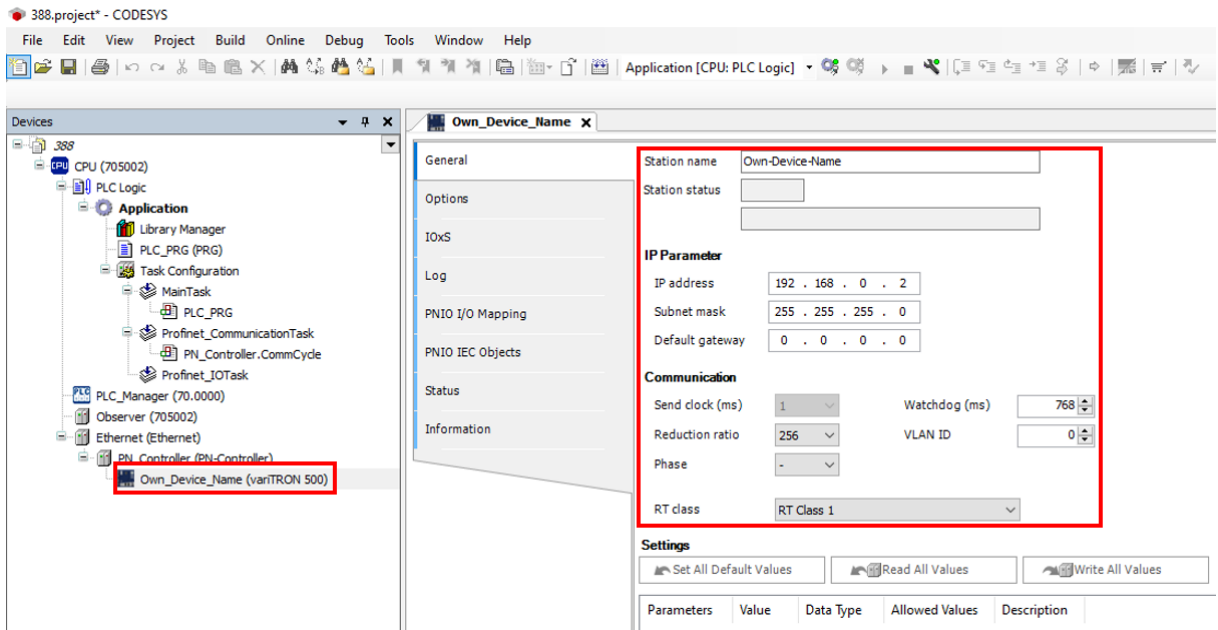 388.project* - CODESYS
File Edit View Project Build Online Debug Tools Window Help
Application [CPU: PLC Logic]
Devices
388
CPU CPU (705002)
PLC Logic
Application
Library Manager
PLC_PRG (PRG)
Task Configuration
MainTask
PLC_PRG
Profinet_CommunicationTask
PN_Controller.CommCycle
Profinet_IOTask
PLC PLC_Manager (70.0000)
Observer (705002)
Ethernet (Ethernet)
PN_Controller (PN-Controller)
Own_Device_Name (variTRON 500)
Own_Device_Name
General
Options
IOxS
Log
PNIO I/O Mapping
PNIO IEC Objects
Status
Information
Station name Own-Device-Name
Station status
IP Parameter
IP address 192 . 168 . 0 . 2
Subnet mask 255 . 255 . 255 . 0
Default gateway 0 . 0 . 0 . 0
Communication
Send clock (ms) 1 Watchdog (ms) 768
Reduction ratio 256 VLAN ID 0
Phase -
RT class RT Class 1
Settings
Set All Default Values Read All Values Write All Values
Parameters Value Data Type Allowed Values Description